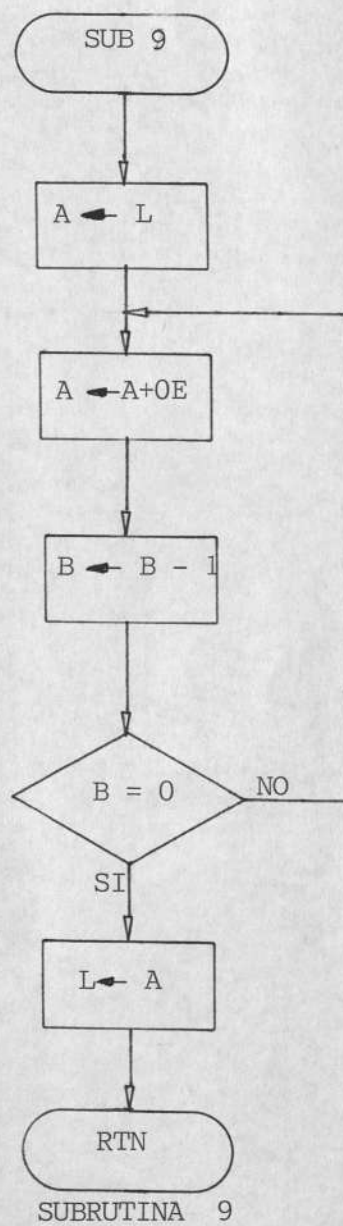 SUB 9
A ← L
A ← A+0E
B ← B - 1
B = 0
NO
SI
L ← A
RTN
SUBRUTINA 9